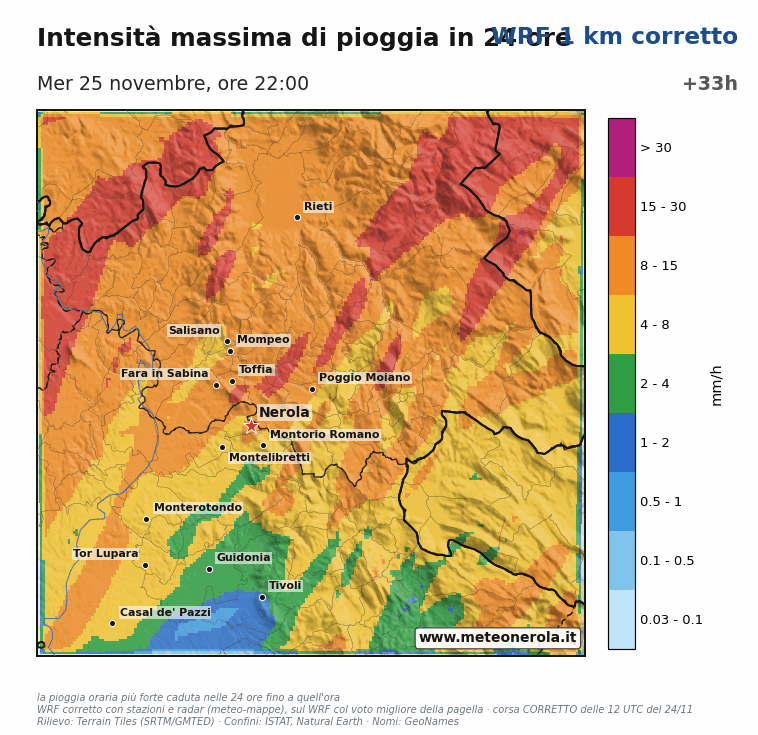 Intensità massima di pioggia in 24 ore
WRF 1 km corretto
Mer 25 novembre, ore 22:00
+33h
Rieti
Salisano
Mompeo
Fara in Sabina
Toffia
Poggio Moiano
Nerola
Montorio Romano
Montelibretti
Monterotondo
Tor Lupara
Guidonia
Tivoli
Casal de' Pazzi
www.meteonerola.it
> 30
15 - 30
8 - 15
4 - 8
2 - 4
1 - 2
0.5 - 1
0.1 - 0.5
0.03 - 0.1
mm/h
la pioggia oraria più forte caduta nelle 24 ore fino a quell'ora
WRF corretto con stazioni e radar (meteo-mappe), sul WRF col voto migliore della pagella · corsa CORRETTO delle 12 UTC del 24/11
Rilievo: Terrain Tiles (SRTM/GMTED) · Confini: ISTAT, Natural Earth · Nomi: GeoNames